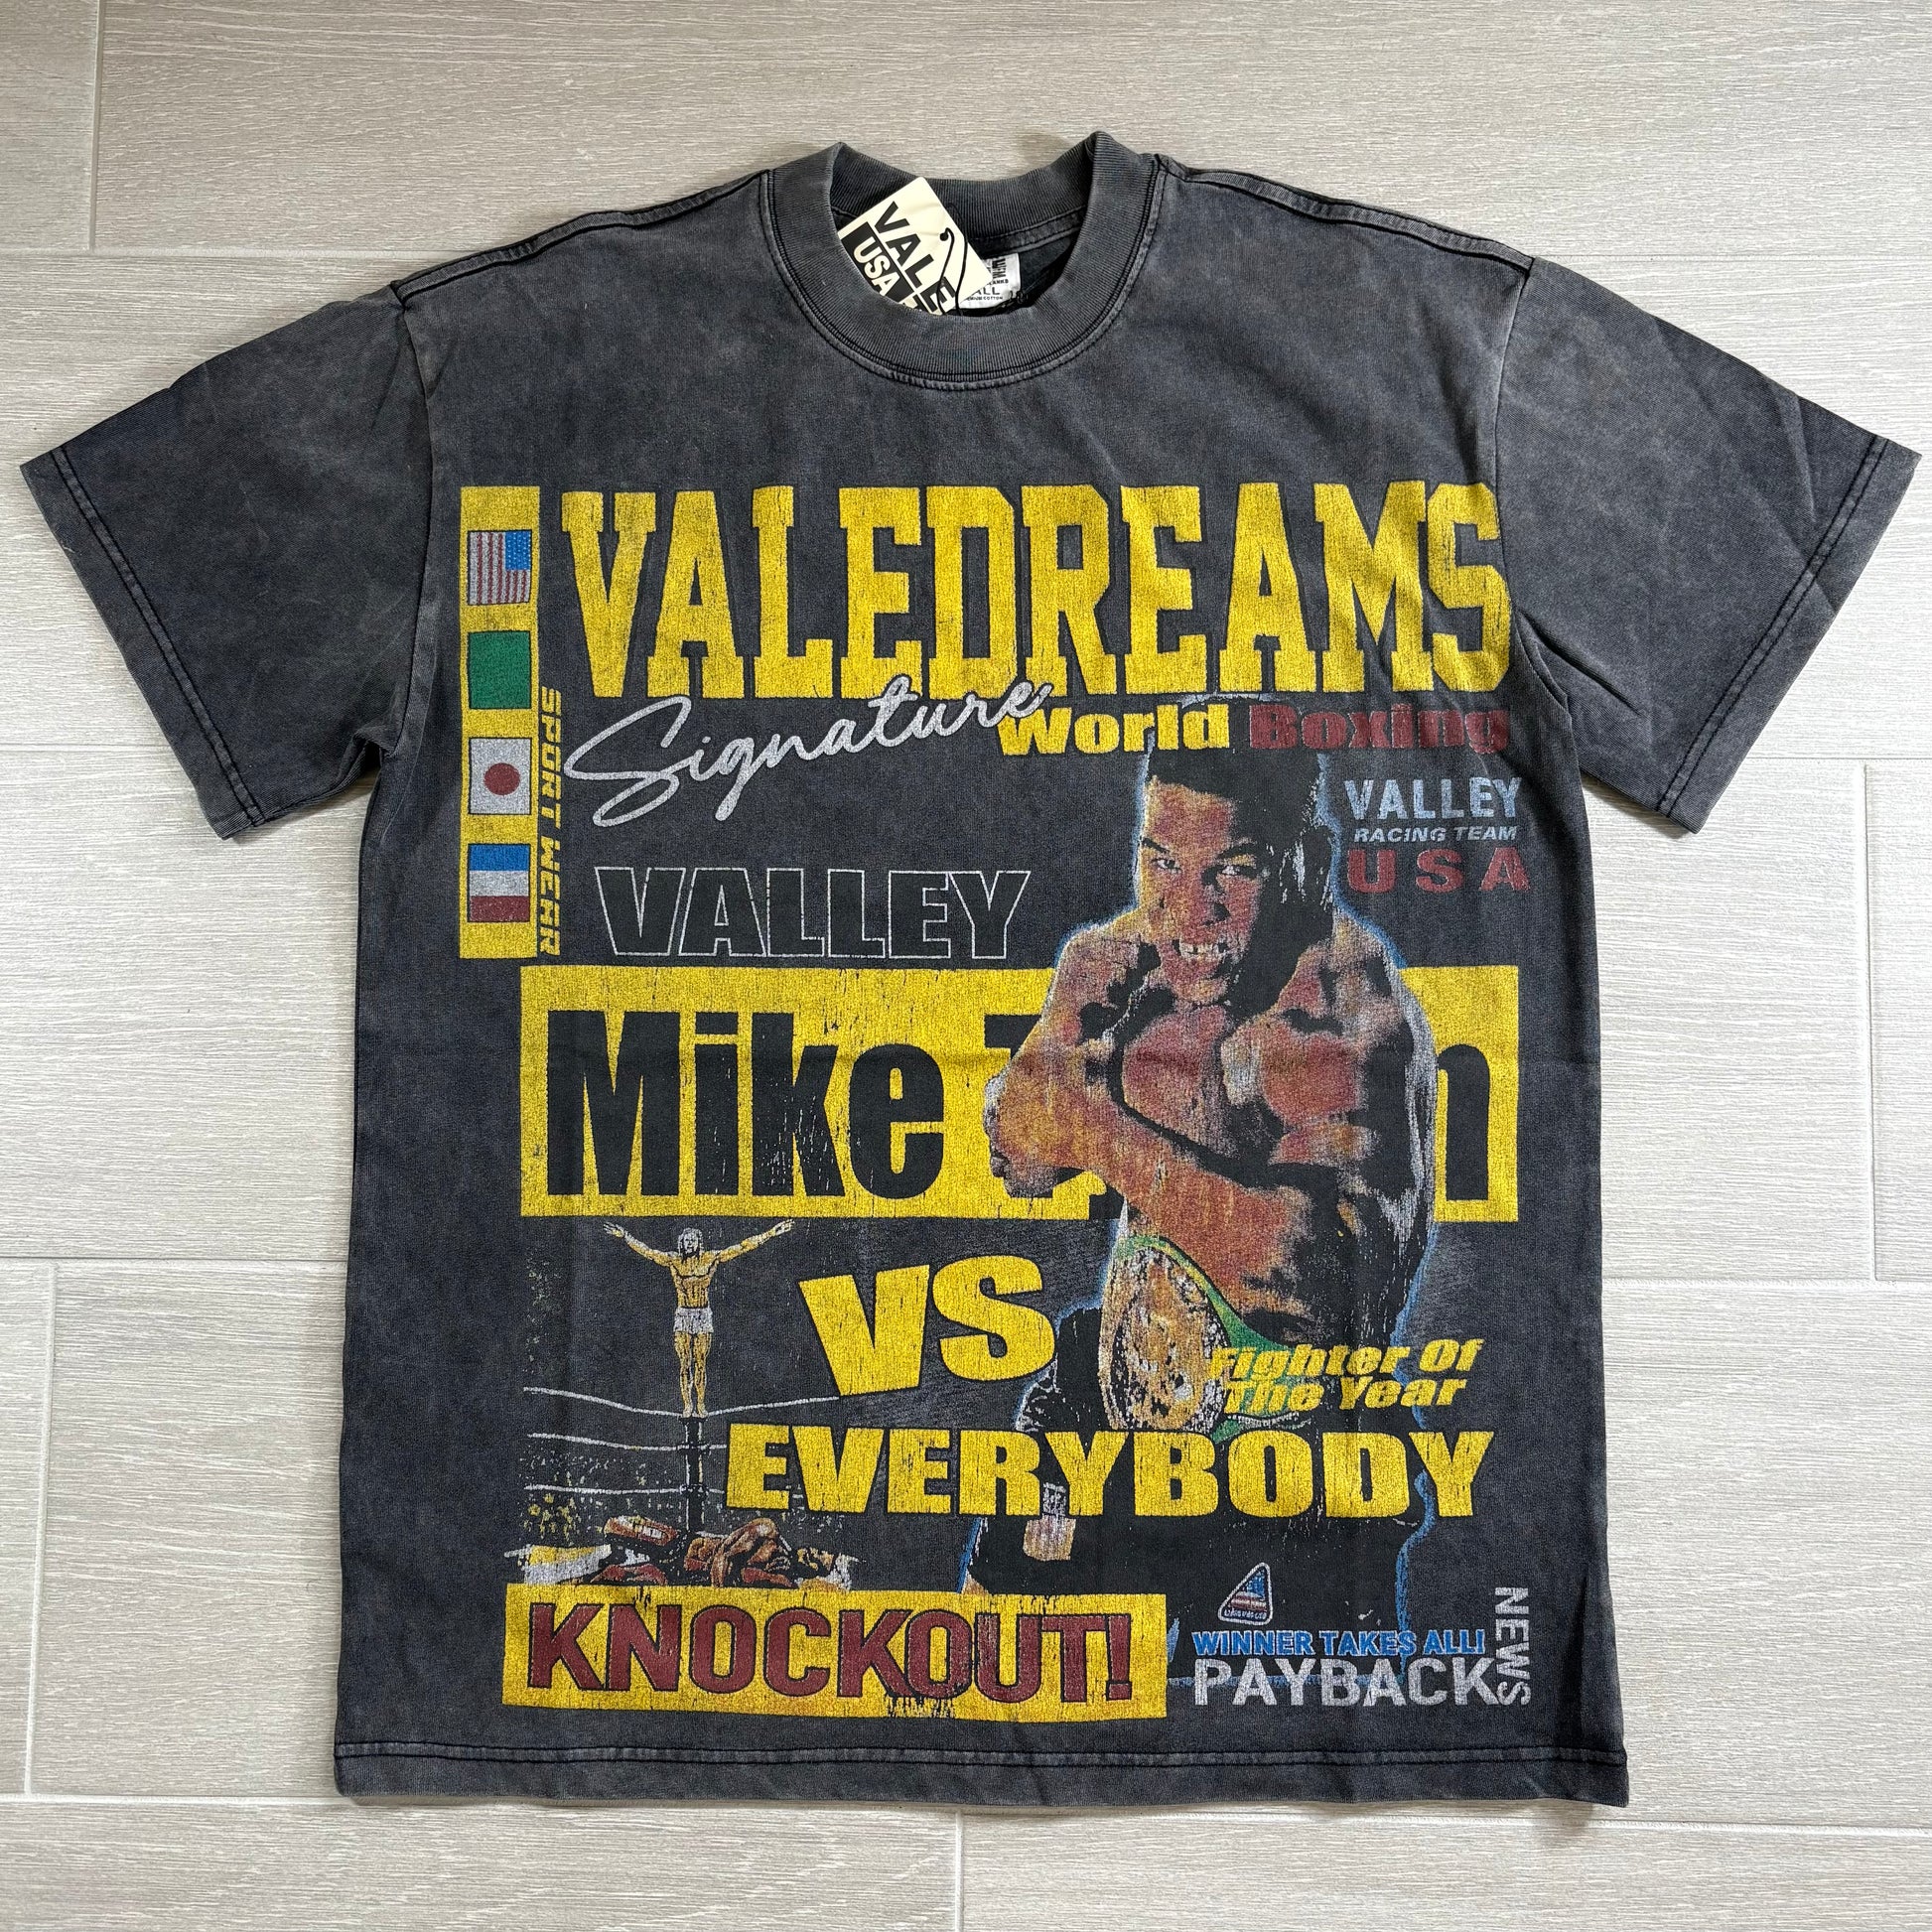 VALE
USA
VALEDREAMS
Signature
World Boxing
SPORT WEAR
VALLEY
RACING TEAM
USA
VALLEY
Mike
VS
Fighter Of
The Year
EVERYBODY
KNOCKOUT!
WINNER TAKES ALL!
PAYBACK
NEWS